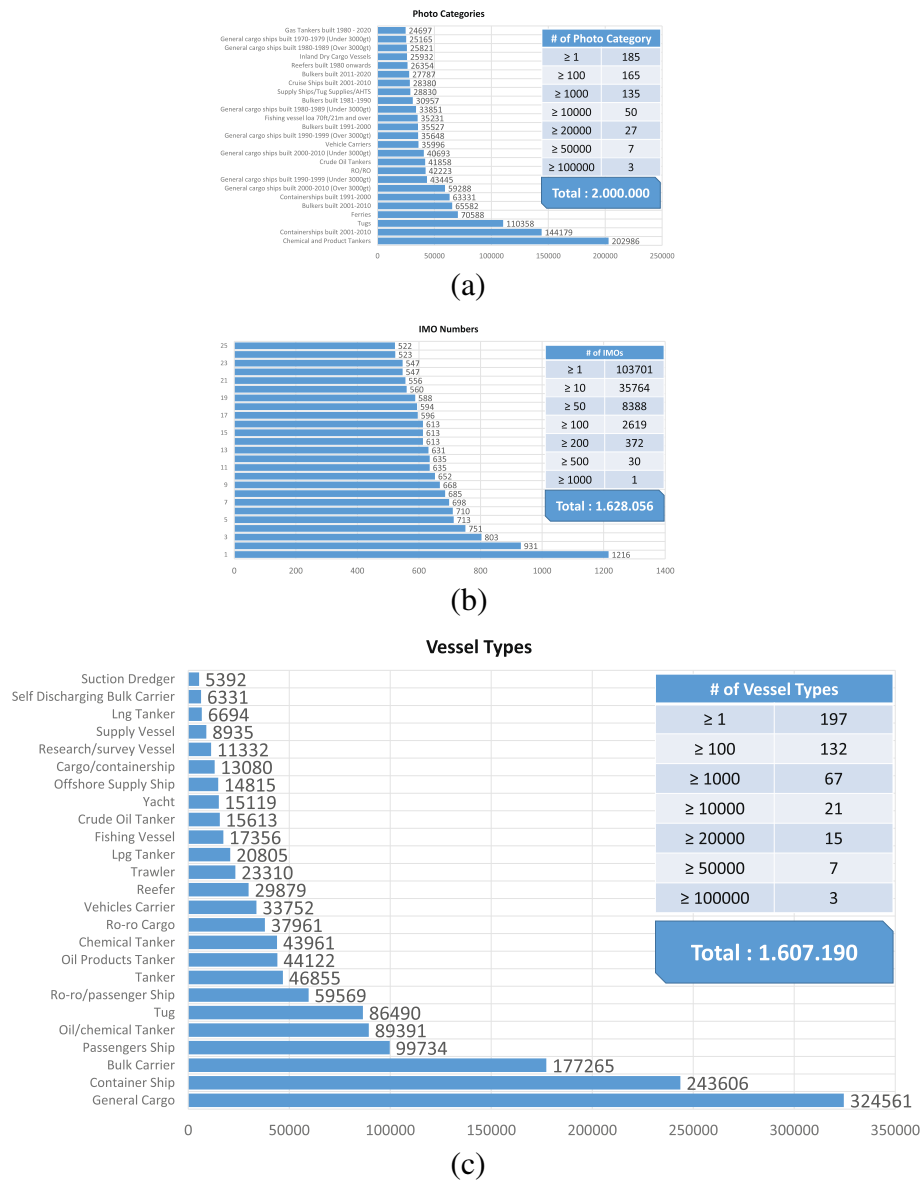 Photo Categories
Gas Tankers built 1980 - 2020 24697
General cargo ships built 1970-1979 (Under 3000gt) 25165
General cargo ships built 1980-1989 (Over 3000gt) 25821
Inland Dry Cargo Vessels 25932
Reefers built 1980 onwards 26354
Bulkers built 2011-2020 27787
Cruise Ships built 2001-2010 28380
Supply Ships/Tug Supplies/AHTS 28830
Bulkers built 1981-1990 30957
General cargo ships built 1980-1989 (Under 3000gt) 33851
Fishing vessel loa 70ft/21m and over 35231
Bulkers built 1991-2000 35527
General cargo ships built 1990-1999 (Over 3000gt) 35648
Vehicle Carriers 35996
General cargo ships built 2000-2010 (Under 3000gt) 40693
Crude Oil Tankers 41858
RO/RO 42223
General cargo ships built 1990-1999 (Under 3000gt) 43445
General cargo ships built 2000-2010 (Over 3000gt) 59288
Containerships built 1991-2000 63331
Bulkers built 2001-2010 65582
Ferries 70588
Tugs 110358
Containerships built 2001-2010 144179
Chemical and Product Tankers 202986
0 50000 100000 150000 200000 250000
# of Photo Category
≥ 1 185
≥ 100 165
≥ 1000 135
≥ 10000 50
≥ 20000 27
≥ 50000 7
≥ 100000 3
Total : 2.000.000
(a)
IMO Numbers
25 522
523
23 547
547
21 556
560
19 588
594
17 596
613
15 613
613
13 631
635
11 635
652
9 668
685
7 698
710
5 713
751
3 803
931
1 1216
0 200 400 600 800 1000 1200 1400
# of IMOs
≥ 1 103701
≥ 10 35764
≥ 50 8388
≥ 100 2619
≥ 200 372
≥ 500 30
≥ 1000 1
Total : 1.628.056
(b)
Vessel Types
Suction Dredger 5392
Self Discharging Bulk Carrier 6331
Lng Tanker 6694
Supply Vessel 8935
Research/survey Vessel 11332
Cargo/containership 13080
Offshore Supply Ship 14815
Yacht 15119
Crude Oil Tanker 15613
Fishing Vessel 17356
Lpg Tanker 20805
Trawler 23310
Reefer 29879
Vehicles Carrier 33752
Ro-ro Cargo 37961
Chemical Tanker 43961
Oil Products Tanker 44122
Tanker 46855
Ro-ro/passenger Ship 59569
Tug 86490
Oil/chemical Tanker 89391
Passengers Ship 99734
Bulk Carrier 177265
Container Ship 243606
General Cargo 324561
0 50000 100000 150000 200000 250000 300000 350000
# of Vessel Types
≥ 1 197
≥ 100 132
≥ 1000 67
≥ 10000 21
≥ 20000 15
≥ 50000 7
≥ 100000 3
Total : 1.607.190
(c)